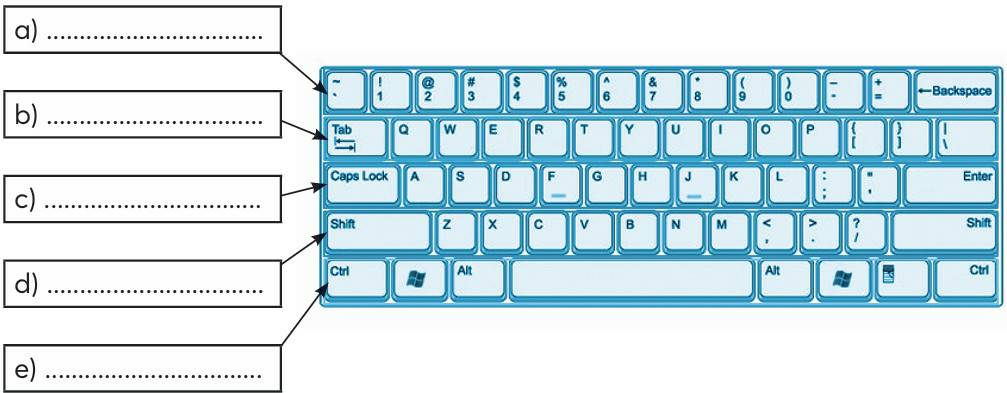 a) .................................
b) .................................
c) .................................
d) .................................
e) .................................
~ ! @ # $ % ^ & * ( ) – +
` 1 2 3 4 5 6 7 8 9 0 - = ←Backspace
Tab Q W E R T Y U I O P { [ } ] | \
Caps Lock A S D F G H J K L : ; " ' Enter
Shift Z X C V B N M < , > . ? / Shift
Ctrl Alt Alt Ctrl